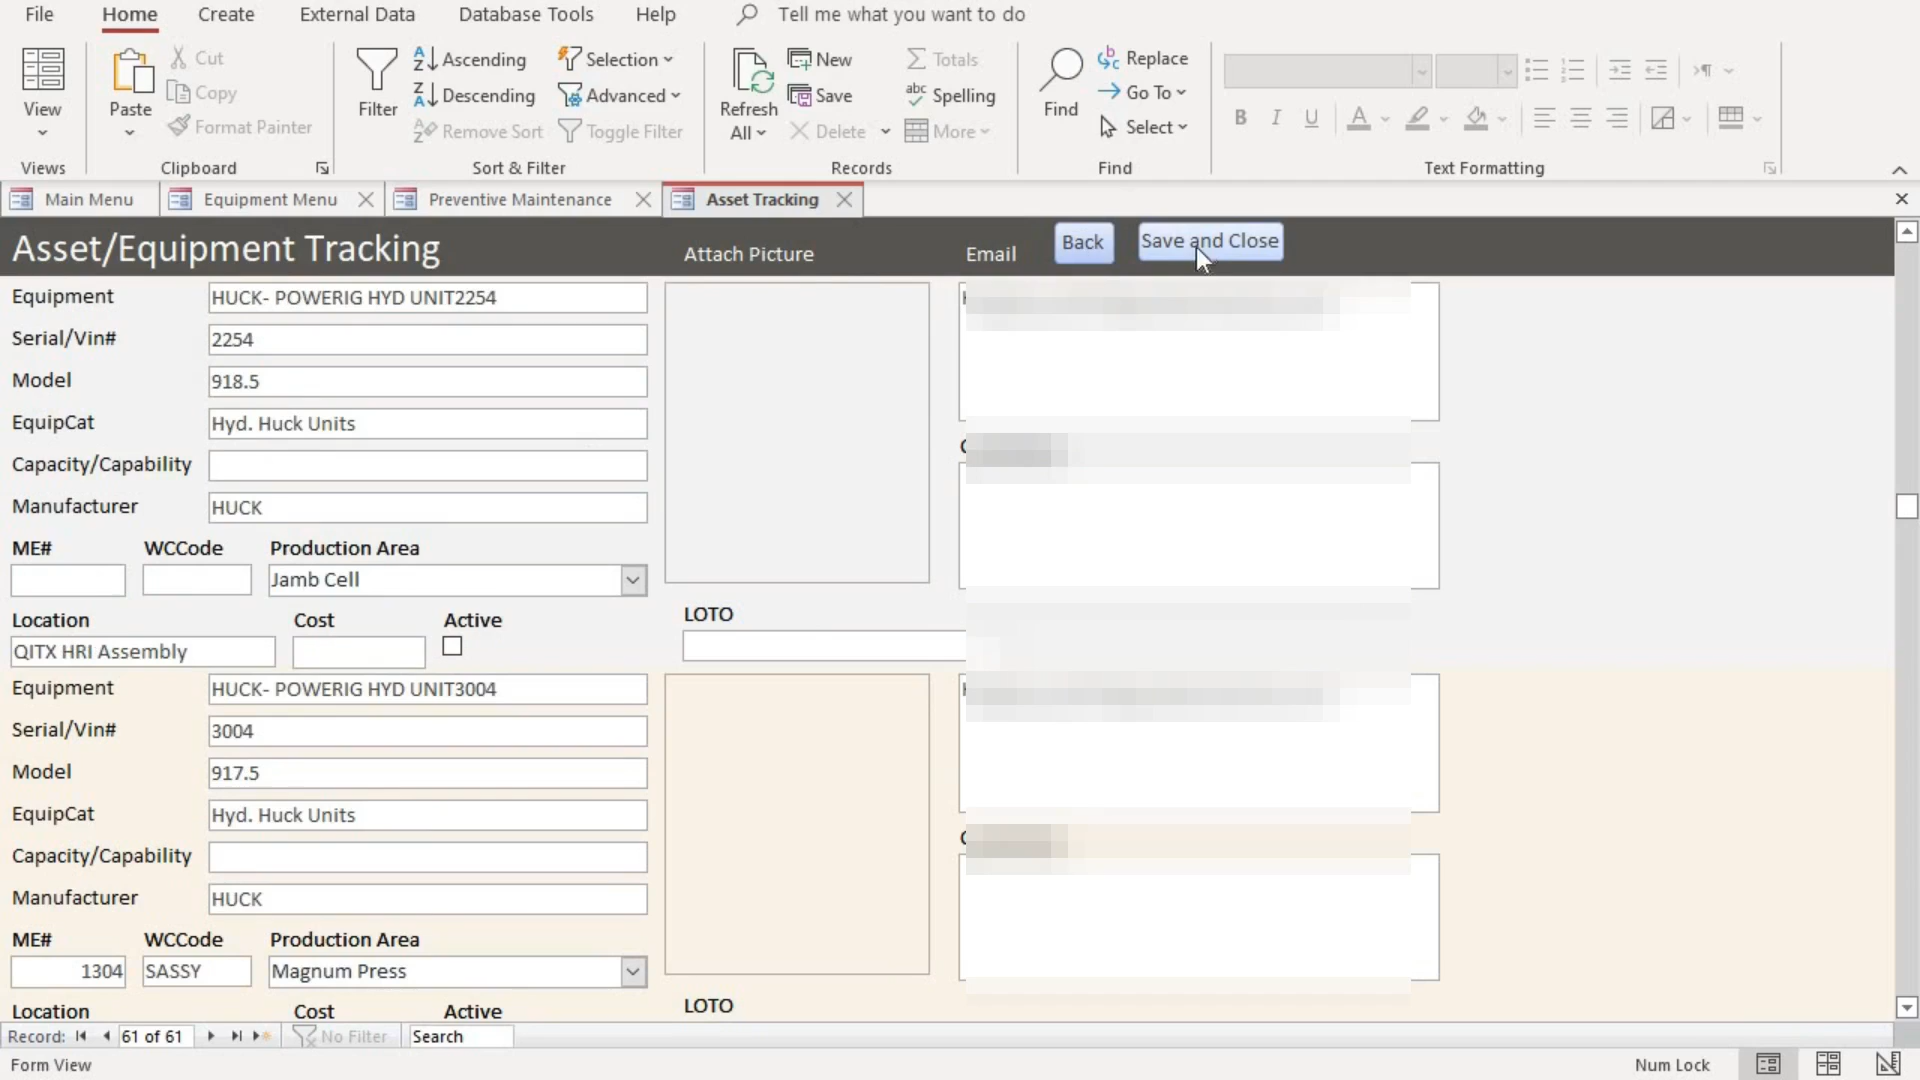 File Home Create External Data Database Tools Help Tell me what you want to do
View
Views
Paste
Cut
Copy
Format Painter
Clipboard
Filter
Ascending
Descending
Remove Sort
Selection
Advanced
Toggle Filter
Sort & Filter
Refresh
All
New
Save
Delete
Totals
Spelling
More
Records
Find
Replace
Go To
Select
Find
B I U
Text Formatting
Main Menu Equipment Menu Preventive Maintenance Asset Tracking
Asset/Equipment Tracking Attach Picture Email Back Save and Close
Equipment HUCK- POWERIG HYD UNIT2254
Serial/Vin# 2254
Model 918.5
EquipCat Hyd. Huck Units
Capacity/Capability
Manufacturer HUCK
ME# WCCode Production Area
Jamb Cell
Location Cost Active LOTO
QITX HRI Assembly
Equipment HUCK- POWERIG HYD UNIT3004
Serial/Vin# 3004
Model 917.5
EquipCat Hyd. Huck Units
Capacity/Capability
Manufacturer HUCK
ME# WCCode Production Area
1304 SASSY Magnum Press
Location Cost Active LOTO
Record: 61 of 61 No Filter Search
Form View Num Lock